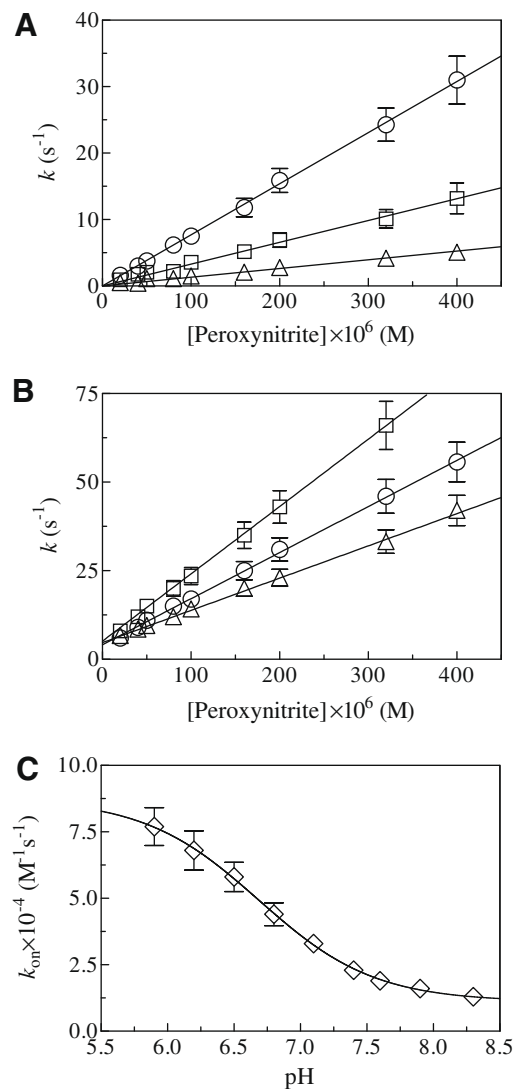 A
40
30
20
10
0
k (s⁻¹)
0 100 200 300 400
[Peroxynitrite]×10⁶ (M)
B
75
50
25
0
k (s⁻¹)
0 100 200 300 400
[Peroxynitrite]×10⁶ (M)
C
10.0
7.5
5.0
2.5
0.0
kon×10⁻⁴ (M⁻¹s⁻¹)
5.5 6.0 6.5 7.0 7.5 8.0 8.5
pH